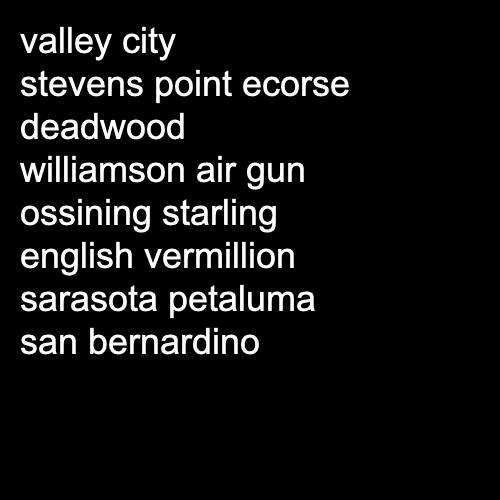 valley city
stevens point ecorse
deadwood
williamson air gun
ossining starling
english vermillion
sarasota petaluma
san bernardino